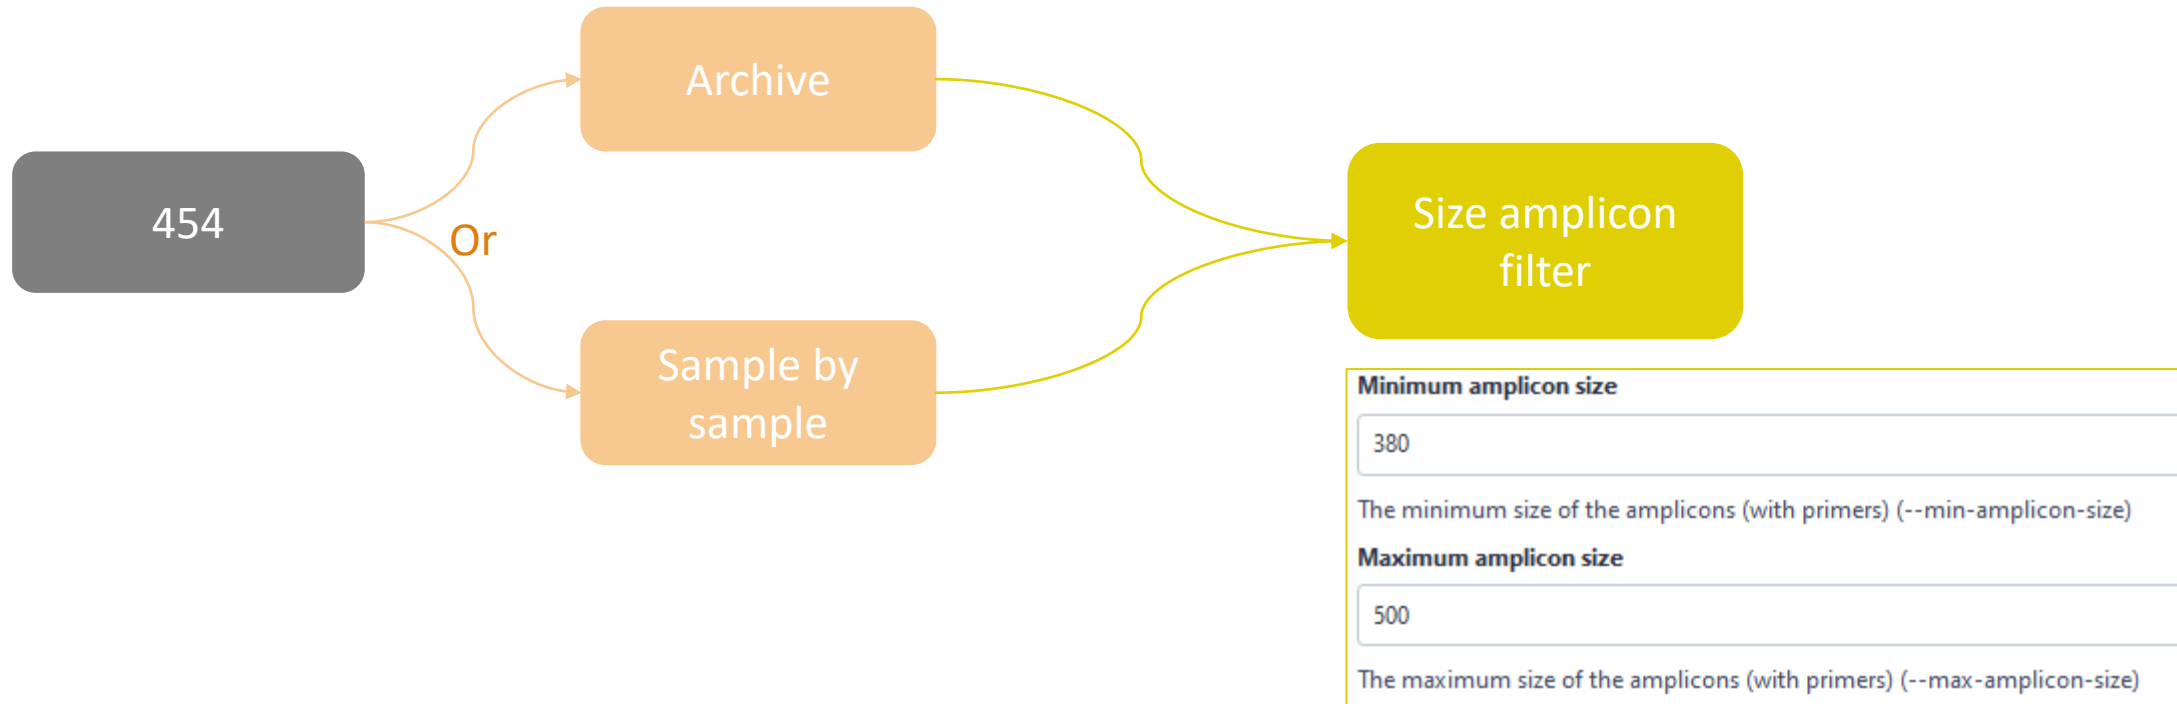 Archive
454
Or
Size amplicon
filter
Sample by
sample
Minimum amplicon size
380
The minimum size of the amplicons (with primers) (--min-amplicon-size)
Maximum amplicon size
500
The maximum size of the amplicons (with primers) (--max-amplicon-size)